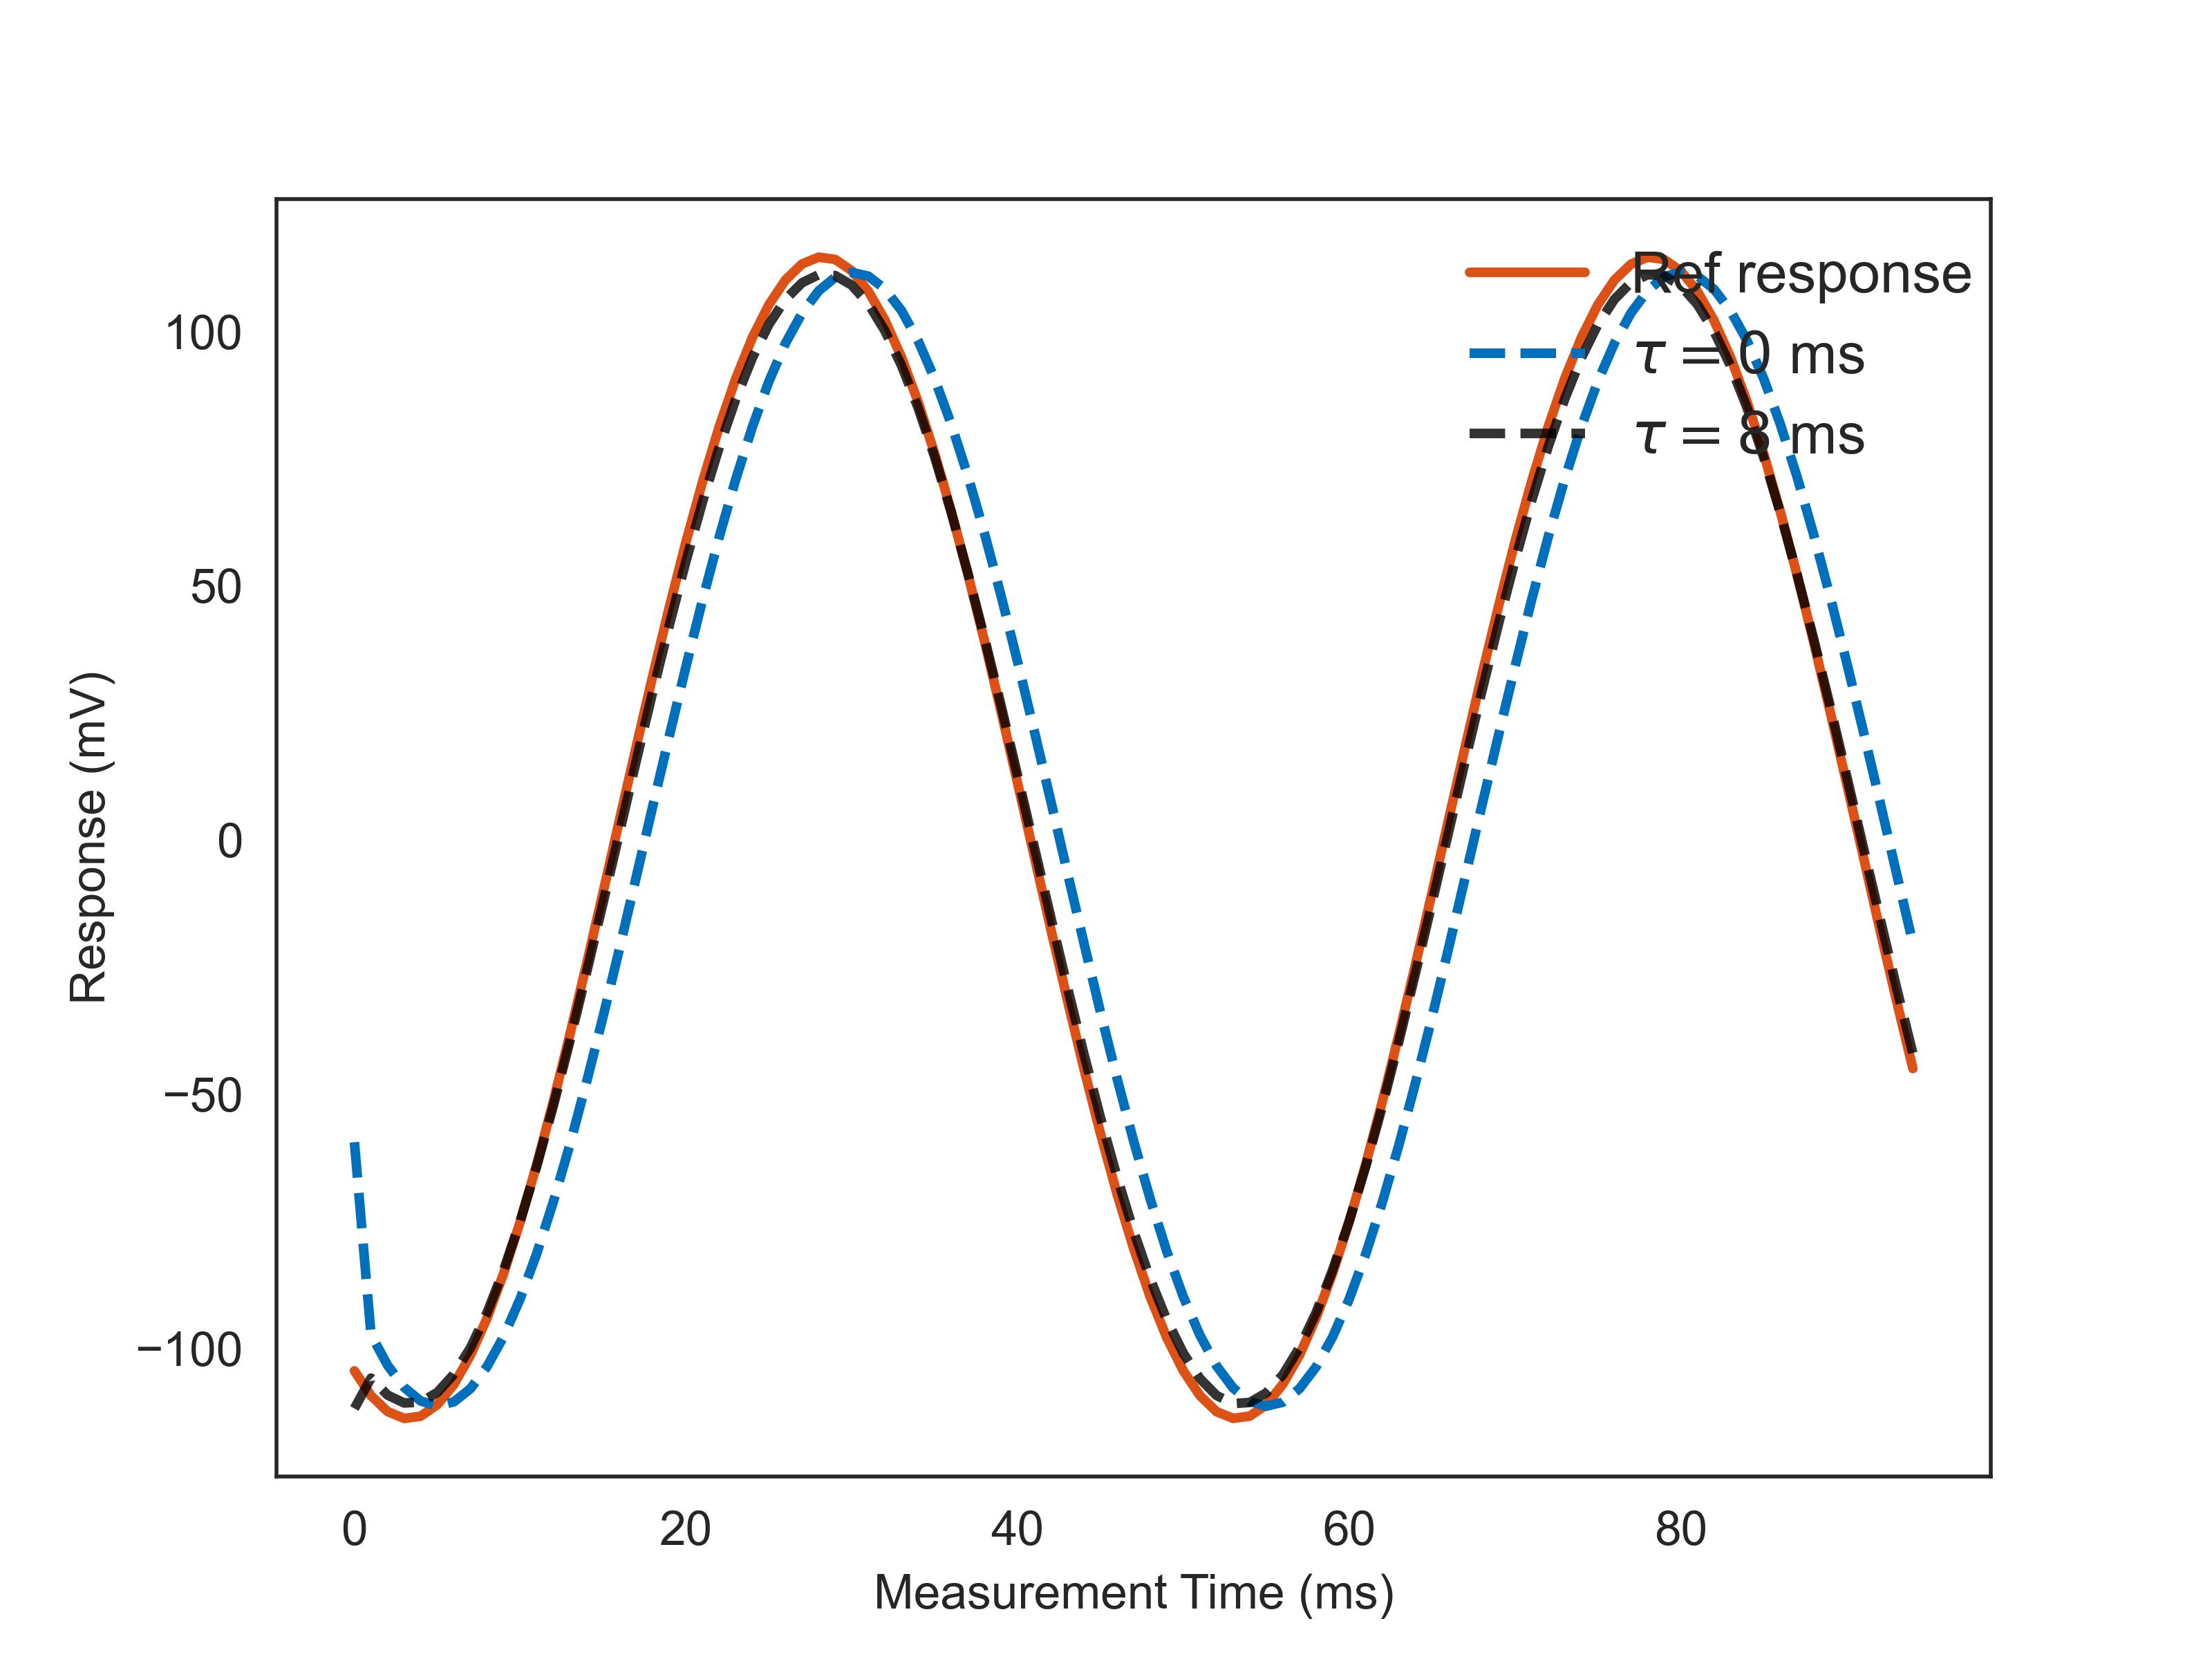 Ref response
τ = 0 ms
τ = 8 ms
100
50
0
−50
−100
Response (mV)
0 20 40 60 80
Measurement Time (ms)